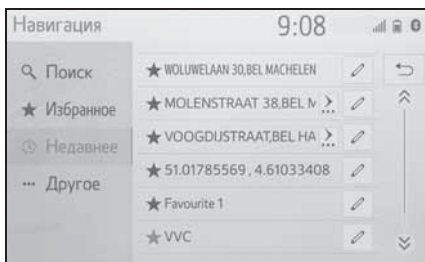 Навигация 9:08
Поиск
Избранное
Недавнее
Другое
WOLUWELAAN 30,BEL MACHELEN
MOLENSTRAAT 38,BEL M
VOOGDIJSTRAAT,BEL HA
51.01785569 , 4.61033408
Favourite 1
VVC